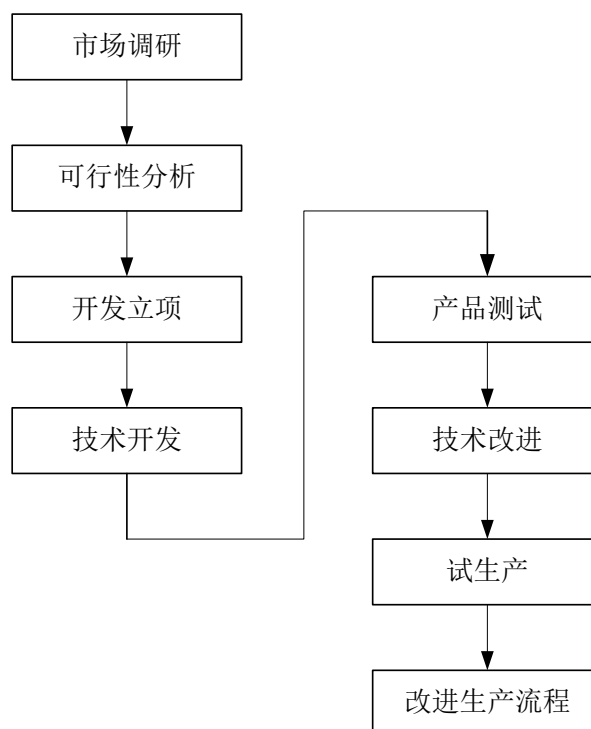 市场调研
可行性分析
开发立项
技术开发
产品测试
技术改进
试生产
改进生产流程